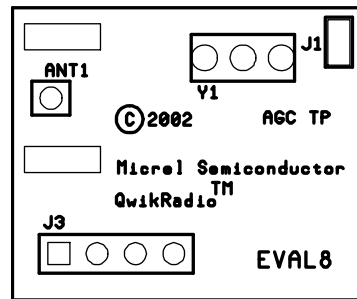 J1
ANT1
Y1
©2002 AGC TP
Micrel Semiconductor
QwikRadio™
J3
EVAL8